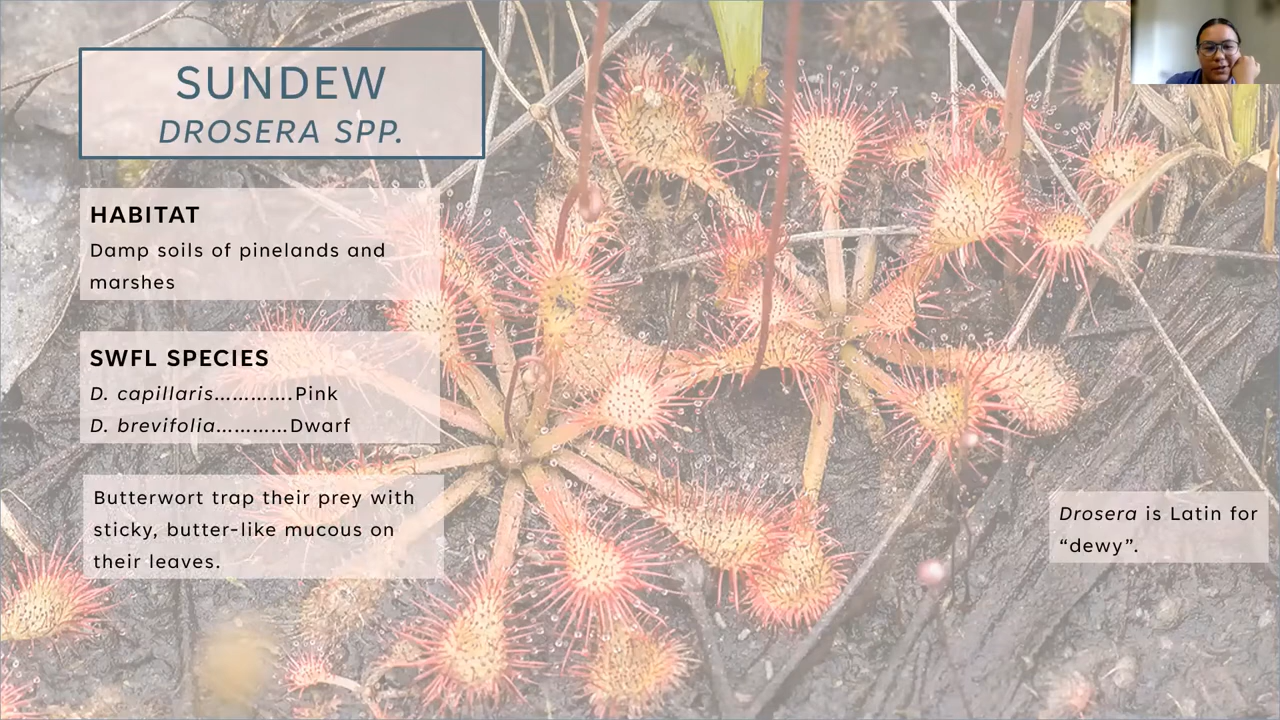 SUNDEW
DROSERA SPP.
HABITAT
Damp soils of pinelands and
marshes
SWFL SPECIES
D. capillaris.............Pink
D. brevifolia............Dwarf
Butterwort trap their prey with
sticky, butter-like mucous on
their leaves.
Drosera is Latin for
“dewy”.